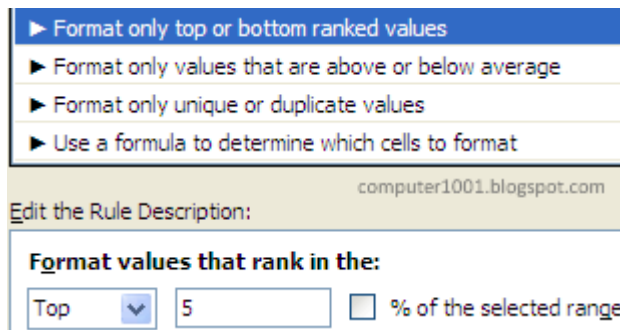 ► Format only top or bottom ranked values
► Format only values that are above or below average
► Format only unique or duplicate values
► Use a formula to determine which cells to format
computer1001.blogspot.com
Edit the Rule Description:
Format values that rank in the:
Top 5 % of the selected range